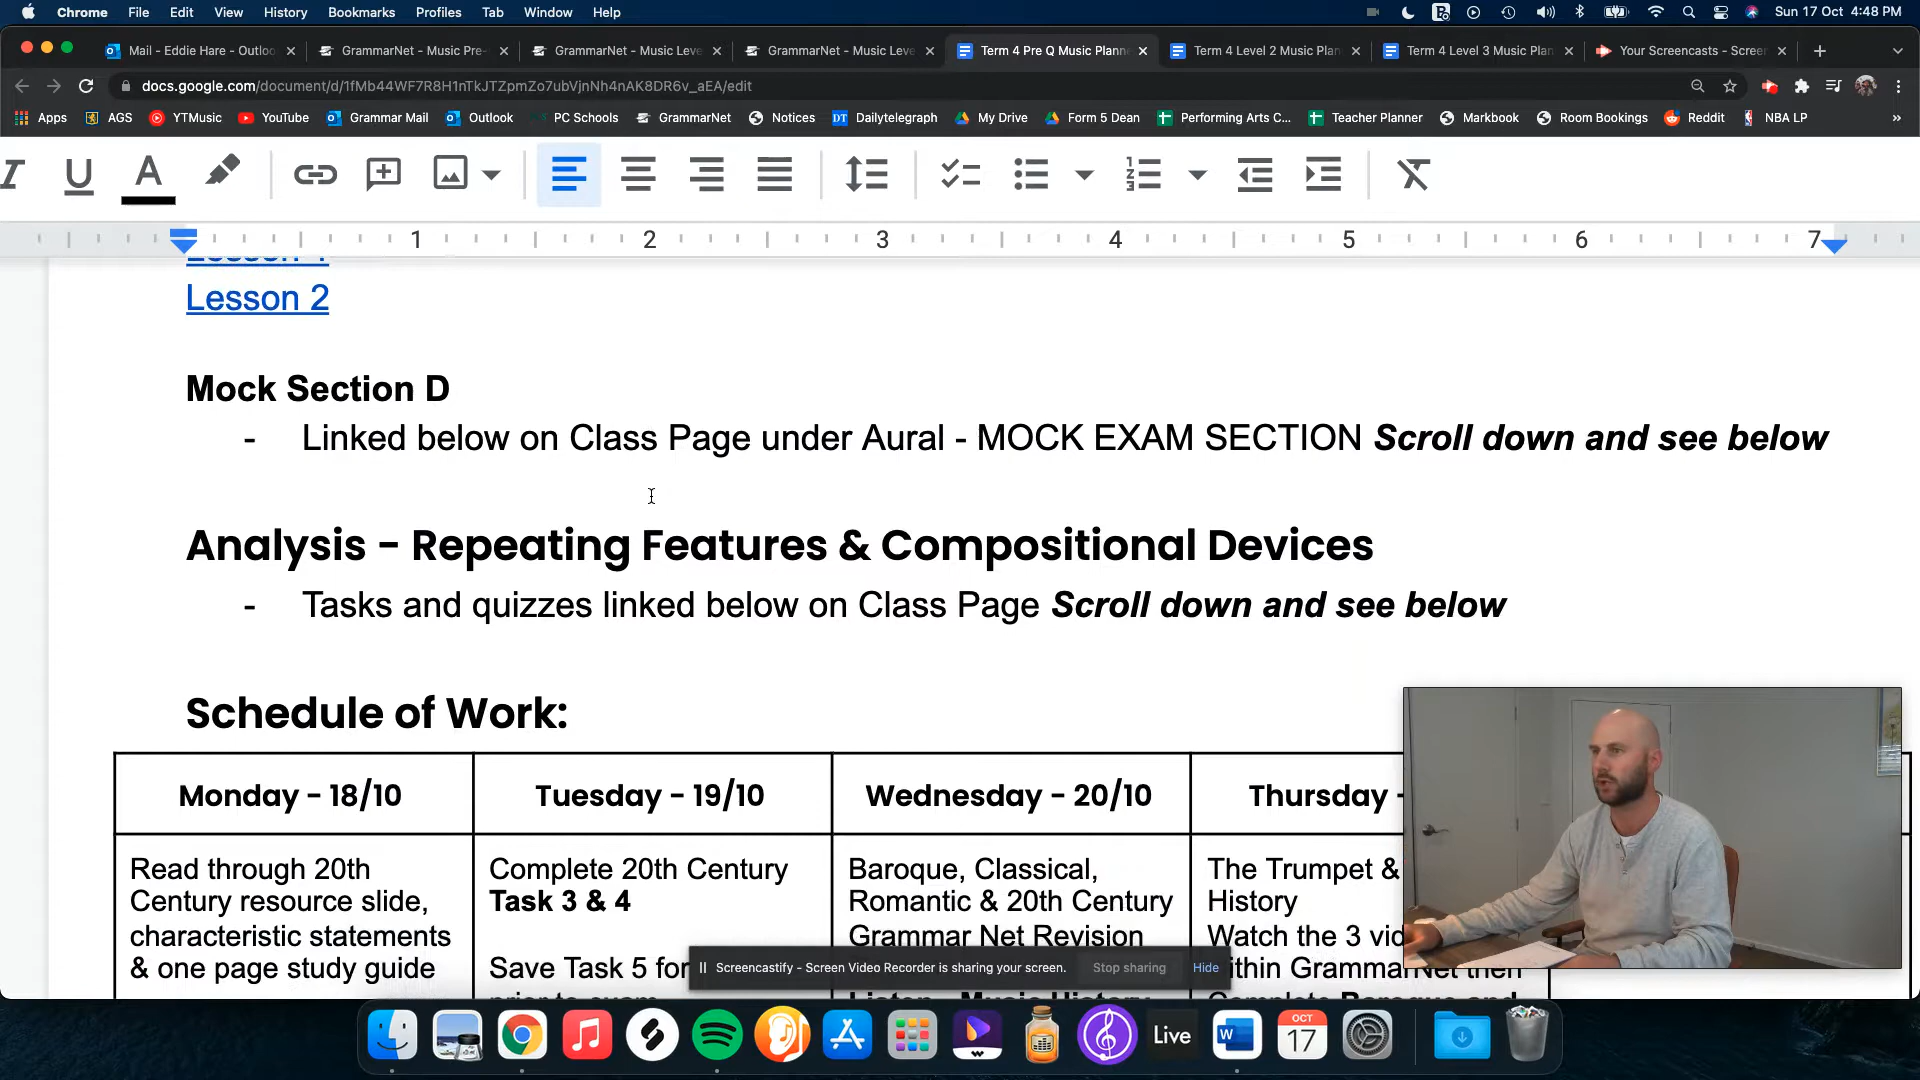 Chrome File Edit View History Bookmarks Profiles Tab Window Help Sun 17 Oct 4:48 PM
Mail - Eddie Hare - Outloo GrammarNet - Music Pre- GrammarNet - Music Leve GrammarNet - Music Leve Term 4 Pre Q Music Planne Term 4 Level 2 Music Plan Term 4 Level 3 Music Plan Your Screencasts - Screen
docs.google.com/document/d/1fMb44WF7R8H1nTkJTZpmZo7ubVjnNh4nAK8DR6v_aEA/edit
Apps AGS YTMusic YouTube Grammar Mail Outlook PC Schools GrammarNet Notices DT Dailytelegraph My Drive Form 5 Dean Performing Arts C... Teacher Planner Markbook Room Bookings Reddit NBA LP »
1 2 3 4 5 6 7
Lesson 2
Mock Section D
- Linked below on Class Page under Aural - MOCK EXAM SECTION Scroll down and see below
Analysis - Repeating Features & Compositional Devices
- Tasks and quizzes linked below on Class Page Scroll down and see below
Schedule of Work:
Monday - 18/10 Tuesday - 19/10 Wednesday - 20/10 Thursday -
Read through 20th Complete 20th Century Baroque, Classical, The Trumpet &
Century resource slide, Task 3 & 4 Romantic & 20th Century History
characteristic statements Grammar Net Revision Watch the 3 vid
& one page study guide Save Task 5 for ithin GrammarNet then
Screencastify - Screen Video Recorder is sharing your screen. Stop sharing Hide
Live
OCT
17